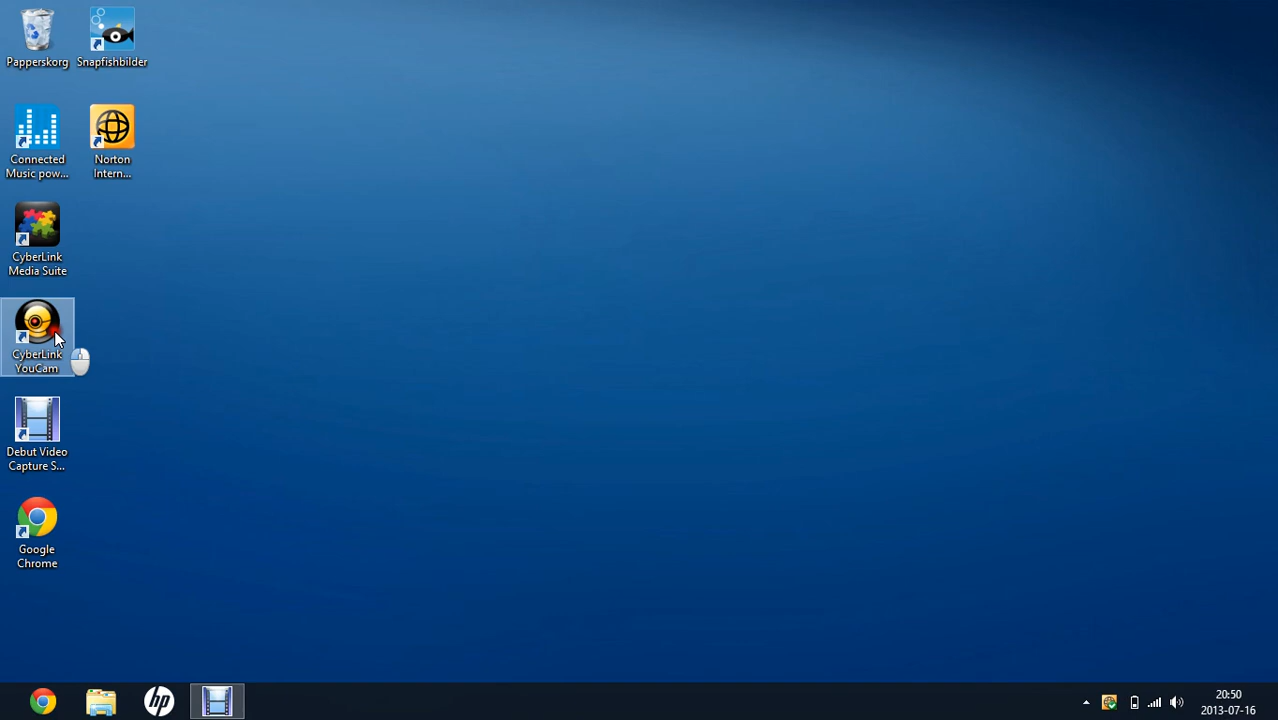 Papperskorg
Snapfishbilder
Connected
Music pow...
Norton
Intern...
CyberLink
Media Suite
CyberLink
YouCam
Debut Video
Capture S...
Google
Chrome
hp
20:50
2013-07-16